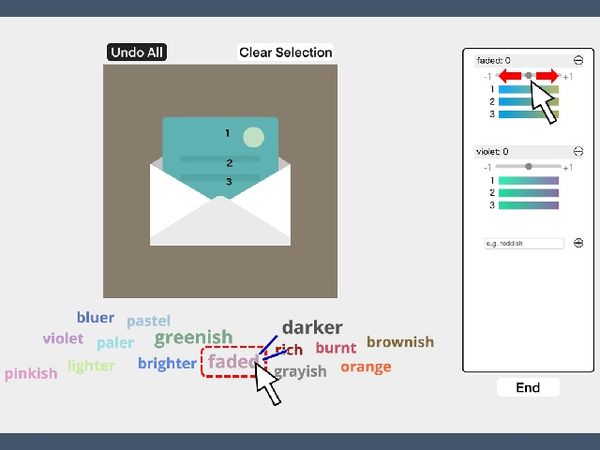 Undo All
Clear Selection
1
2
3
faded: 0
-1
+1
1
2
3
violet: 0
-1
+1
1
2
3
e.g. reddish
bluer pastel
violet paler greenish darker
rich burnt brownish
pinkish lighter brighter faded grayish orange
End